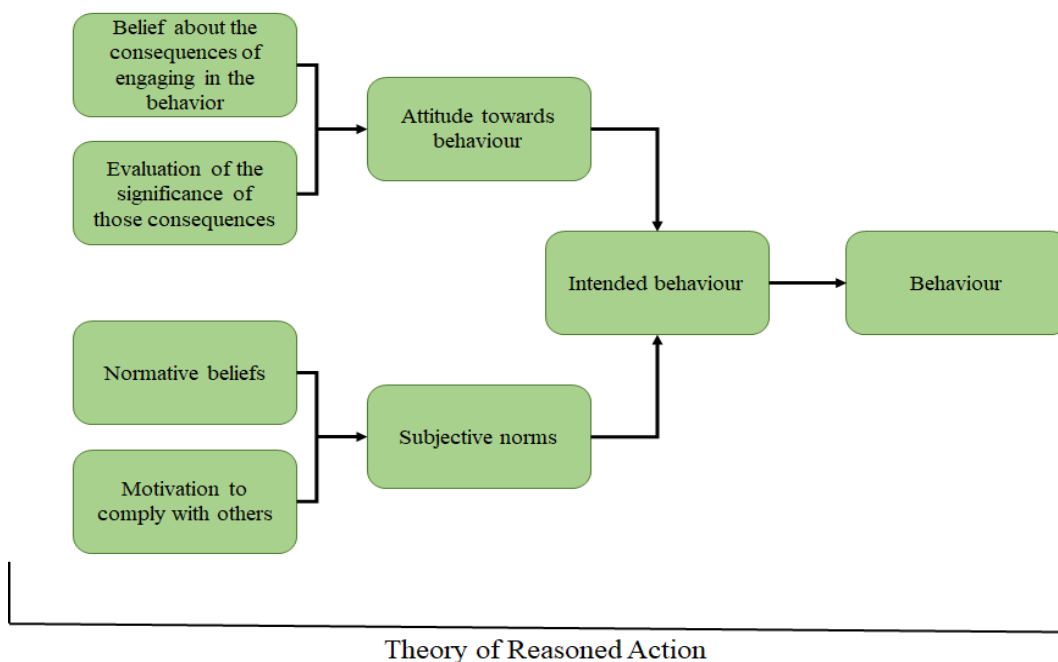 Belief about the
consequences of
engaging in the
behavior
Evaluation of the
significance of
those consequences
Attitude towards
behaviour
Intended behaviour
Behaviour
Normative beliefs
Motivation to
comply with others
Subjective norms
Theory of Reasoned Action